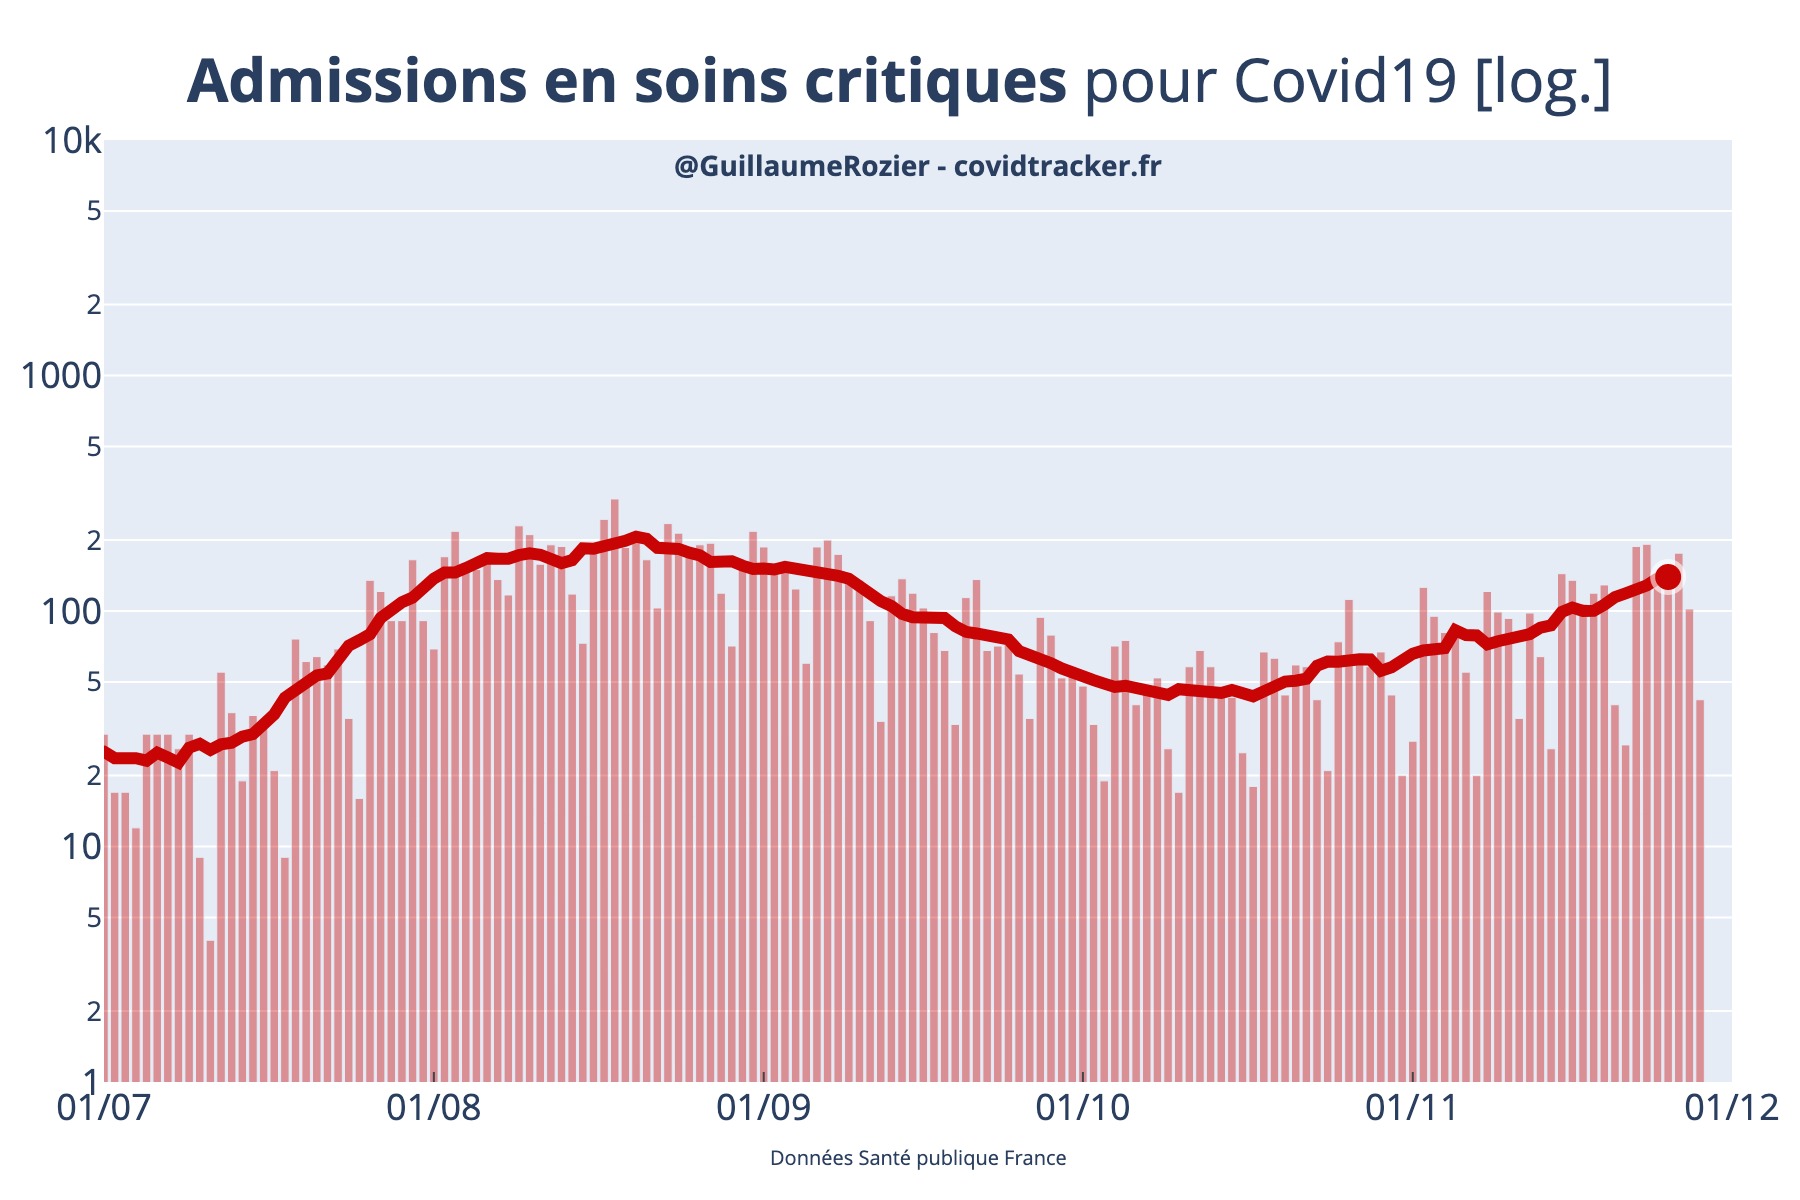 Admissions en soins critiques pour Covid19 [log.]
@GuillaumeRozier - covidtracker.fr
10k
5
2
1000
5
2
100
5
2
10
5
2
1
01/07 01/08 01/09 01/10 01/11 01/12
Données Santé publique France